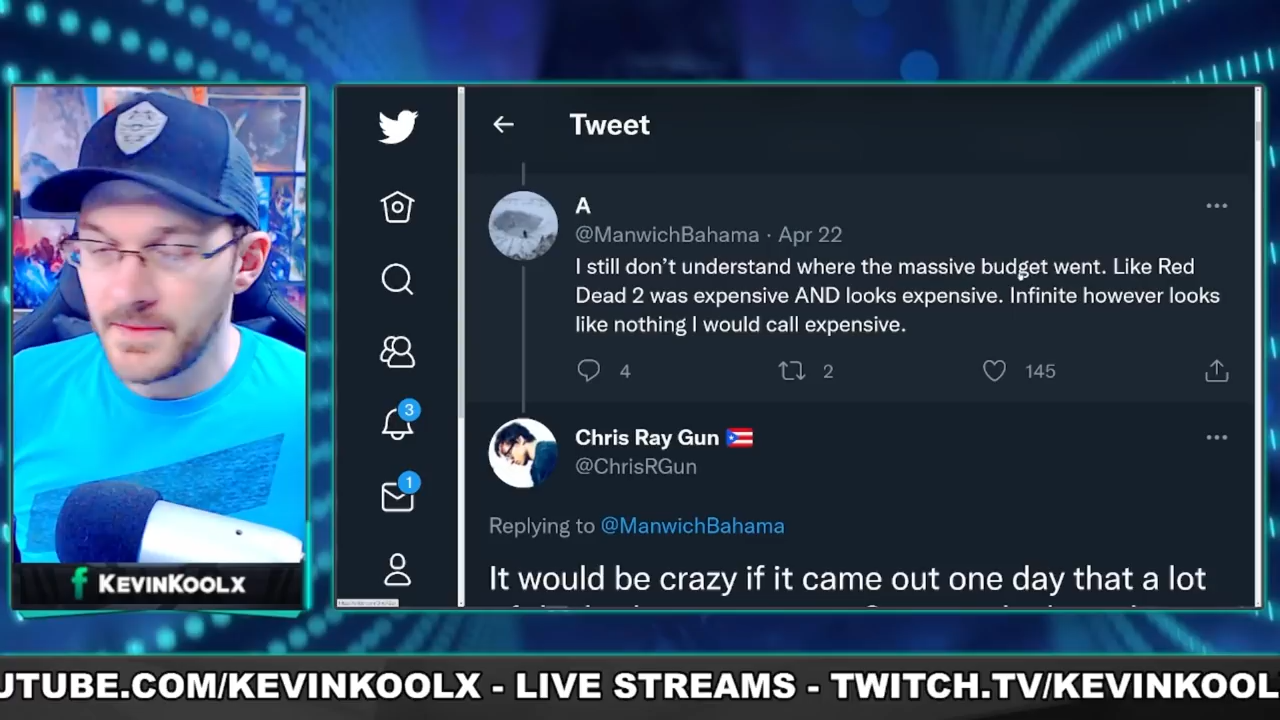 Tweet
A
@ManwichBahama · Apr 22
I still don't understand where the massive budget went. Like Red
Dead 2 was expensive AND looks expensive. Infinite however looks
like nothing I would call expensive.
4 2 145
3
Chris Ray Gun
@ChrisRGun
1
Replying to @ManwichBahama
It would be crazy if it came out one day that a lot
f KEVINKOOLX
UTUBE.COM/KEVINKOOLX - LIVE STREAMS - TWITCH.TV/KEVINKOOL